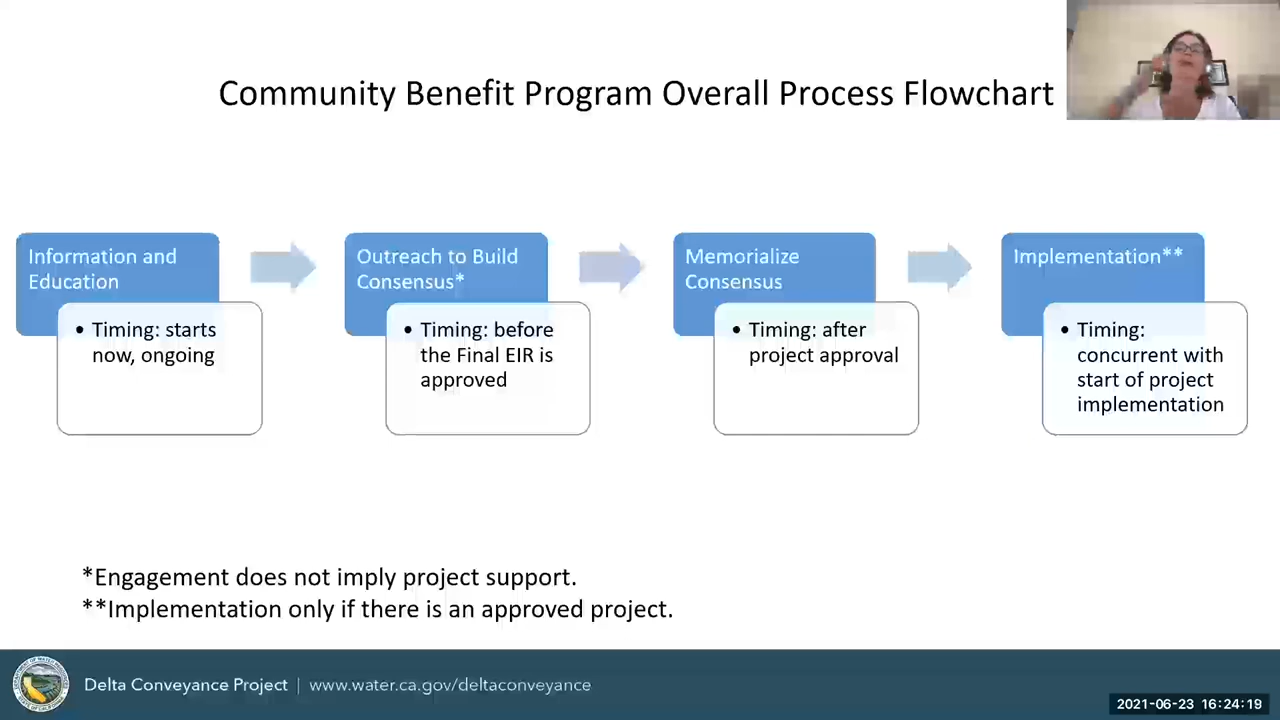 Community Benefit Program Overall Process Flowchart
Information and
Education
• Timing: starts
now, ongoing
Outreach to Build
Consensus*
• Timing: before
the Final EIR is
approved
Memorialize
Consensus
• Timing: after
project approval
Implementation**
• Timing:
concurrent with
start of project
implementation
*Engagement does not imply project support.
**Implementation only if there is an approved project.
Delta Conveyance Project | www.water.ca.gov/deltaconveyance
2021-06-23 16:24:19